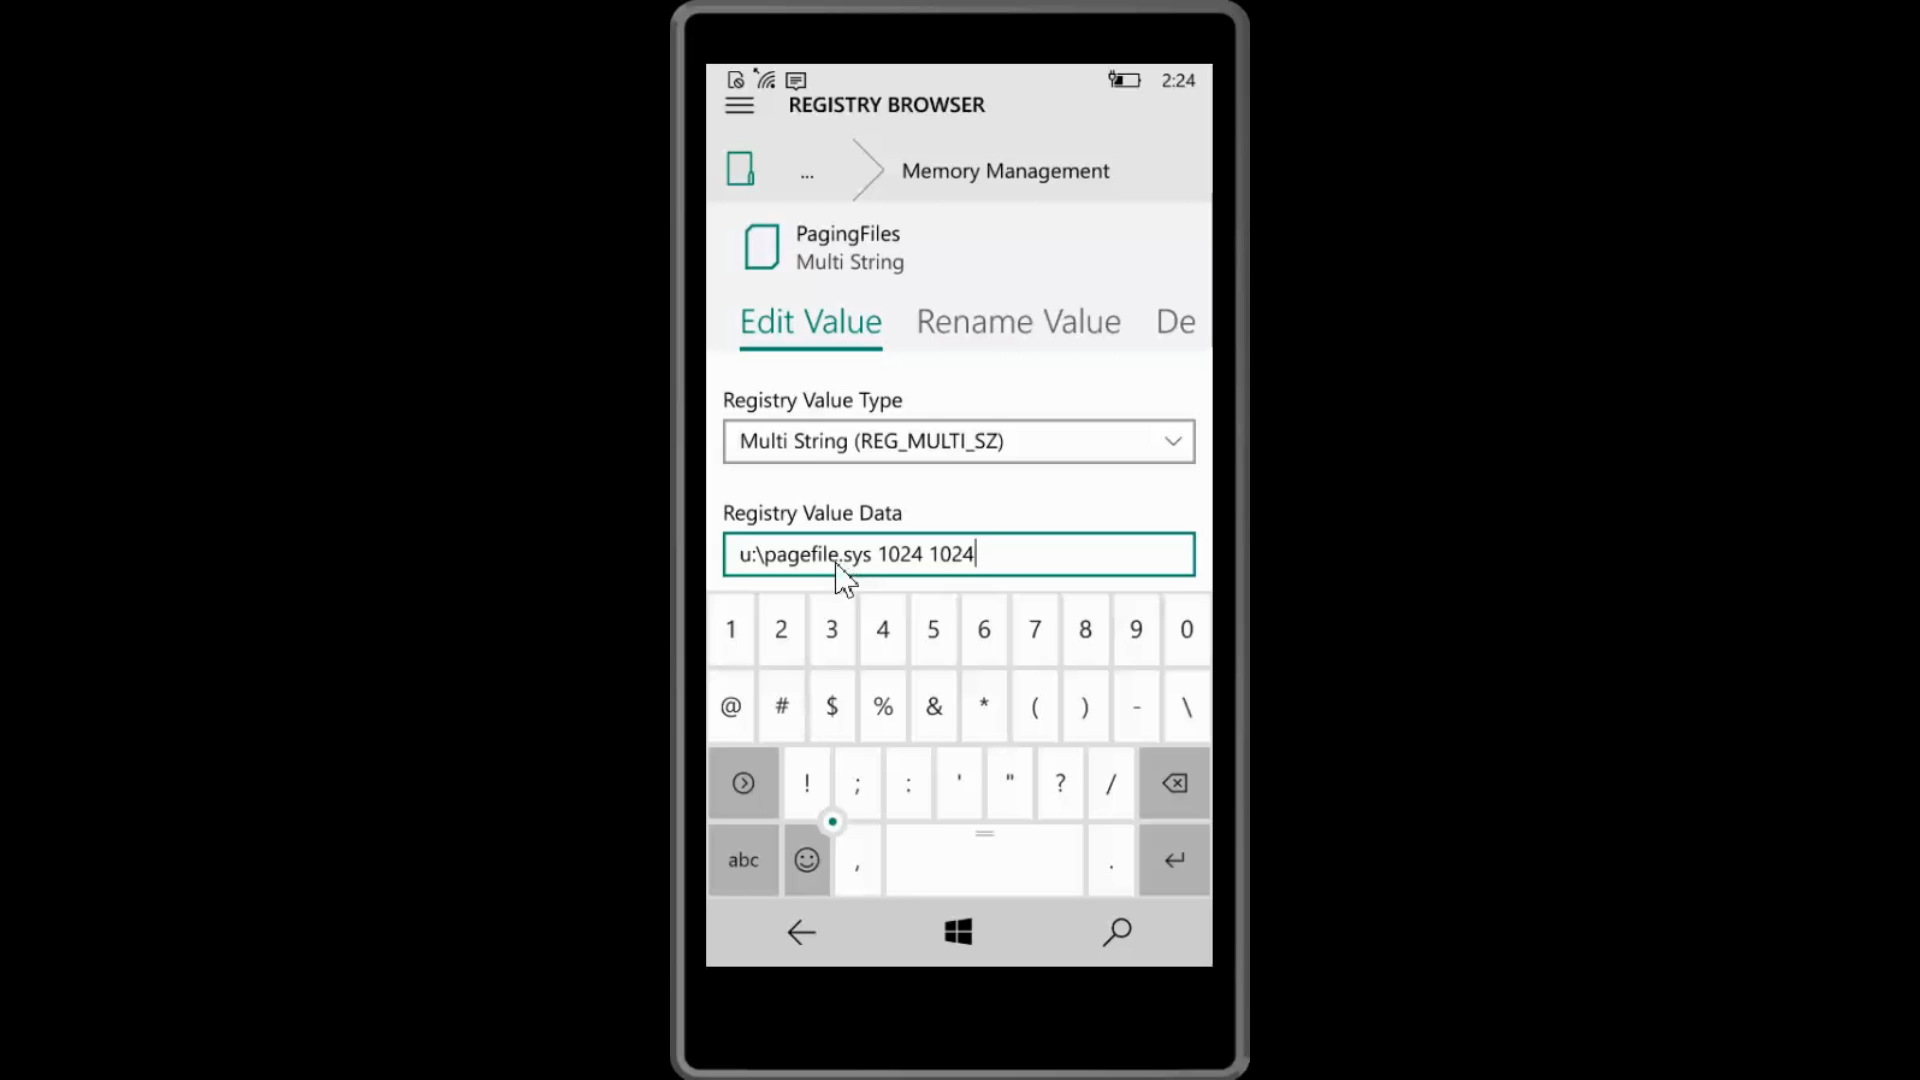 2:24
REGISTRY BROWSER
... Memory Management
PagingFiles
Multi String
Edit Value Rename Value De
Registry Value Type
Multi String (REG_MULTI_SZ)
Registry Value Data
u:\pagefile.sys 1024 1024
1 2 3 4 5 6 7 8 9 0
@ # $ % & * ( ) - \
! ; : ' " ? /
abc , .